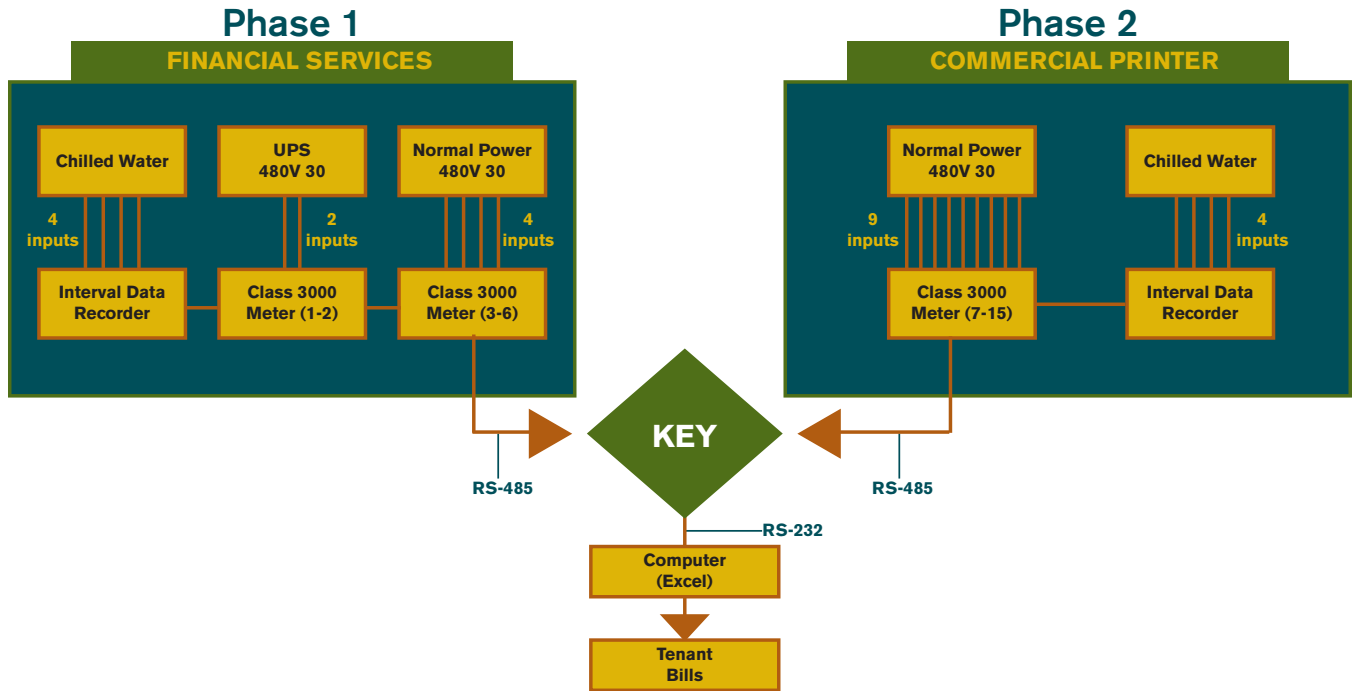 Phase 1
FINANCIAL SERVICES
Chilled Water
UPS
480V 30
Normal Power
480V 30
4
inputs
2
inputs
4
inputs
Interval Data
Recorder
Class 3000
Meter (1-2)
Class 3000
Meter (3-6)
Phase 2
COMMERCIAL PRINTER
Normal Power
480V 30
Chilled Water
9
inputs
4
inputs
Class 3000
Meter (7-15)
Interval Data
Recorder
KEY
RS-485
RS-485
RS-232
Computer
(Excel)
Tenant
Bills